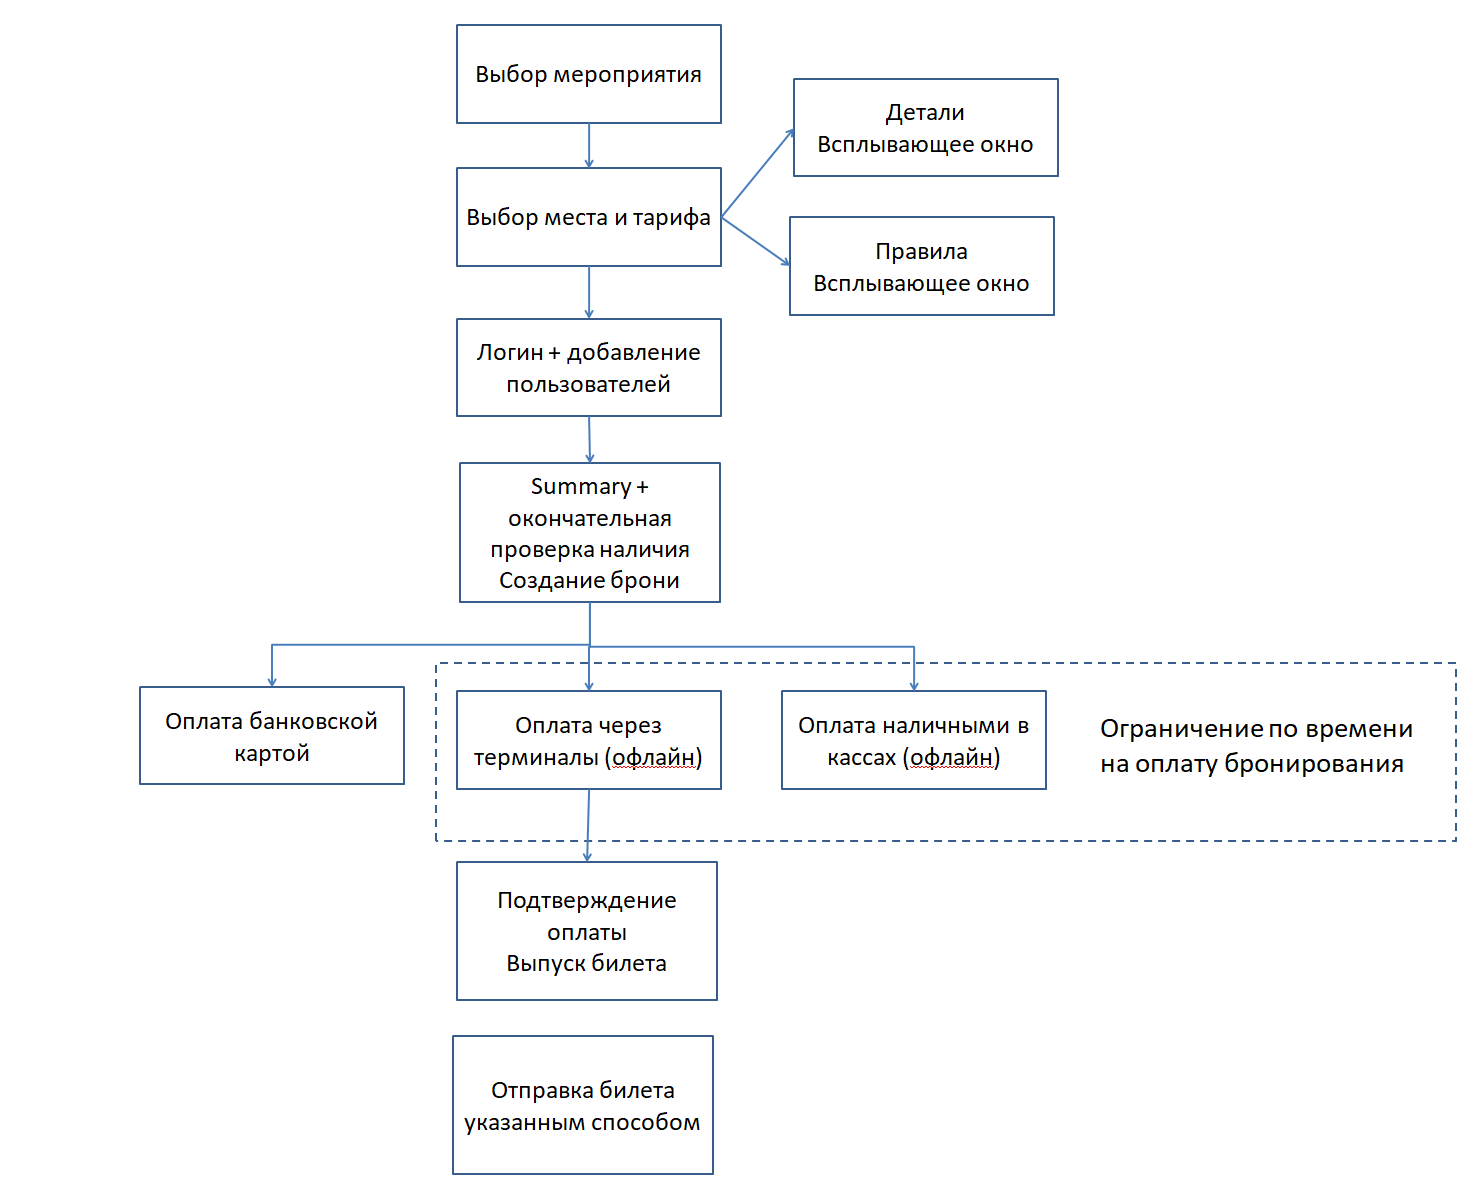 Выбор мероприятия
Детали
Всплывающее окно
Выбор места и тарифа
Правила
Всплывающее окно
Логин + добавление
пользователей
Summary +
окончательная
проверка наличия
Создание брони
Оплата банковской
картой
Оплата через
терминалы (офлайн)
Оплата наличными в
кассах (офлайн)
Ограничение по времени
на оплату бронирования
Подтверждение
оплаты
Выпуск билета
Отправка билета
указанным способом